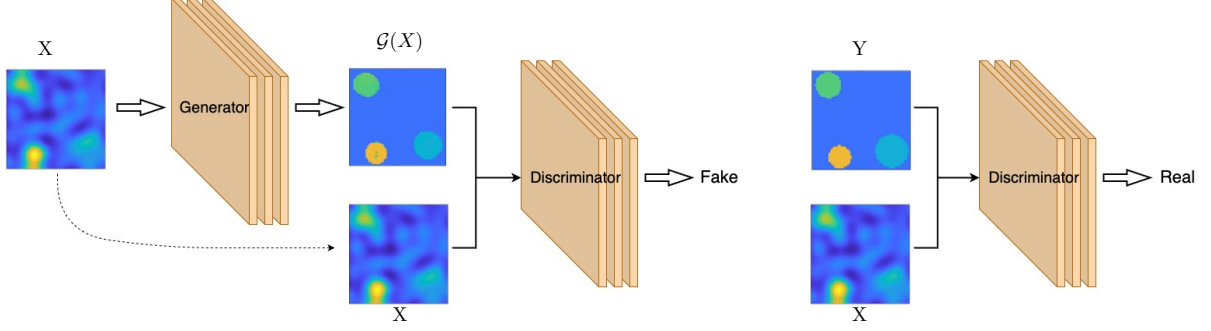 X
Generator
𝒢(X)
Discriminator
Fake
X
Y
Discriminator
Real
X